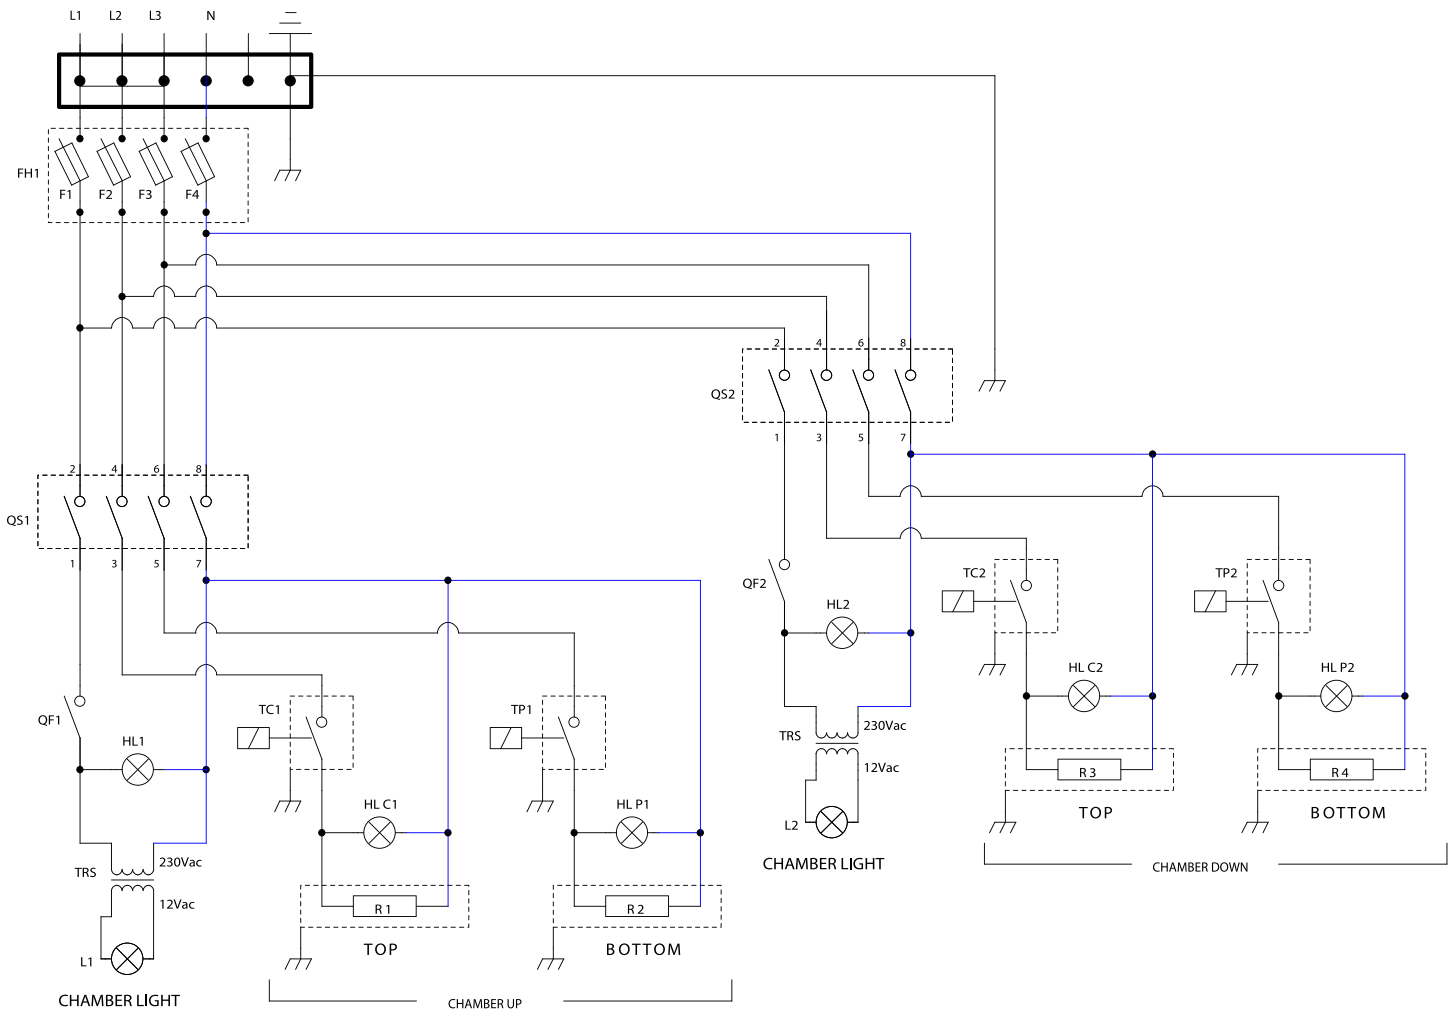 L1 L2 L3 N
FH1
F1 F2 F3 F4
2 4 6 8
QS2
1 3 5 7
2 4 6 8
QS1
1 3 5 7
QF2
HL2
TC2
TP2
HL C2
HL P2
TRS
230Vac
12Vac
R 3
R 4
TOP
BOTTOM
L2
CHAMBER LIGHT
CHAMBER DOWN
QF1
HL1
TC1
TP1
HL C1
HL P1
TRS
230Vac
12Vac
R 1
R 2
TOP
BOTTOM
L1
CHAMBER LIGHT
CHAMBER UP